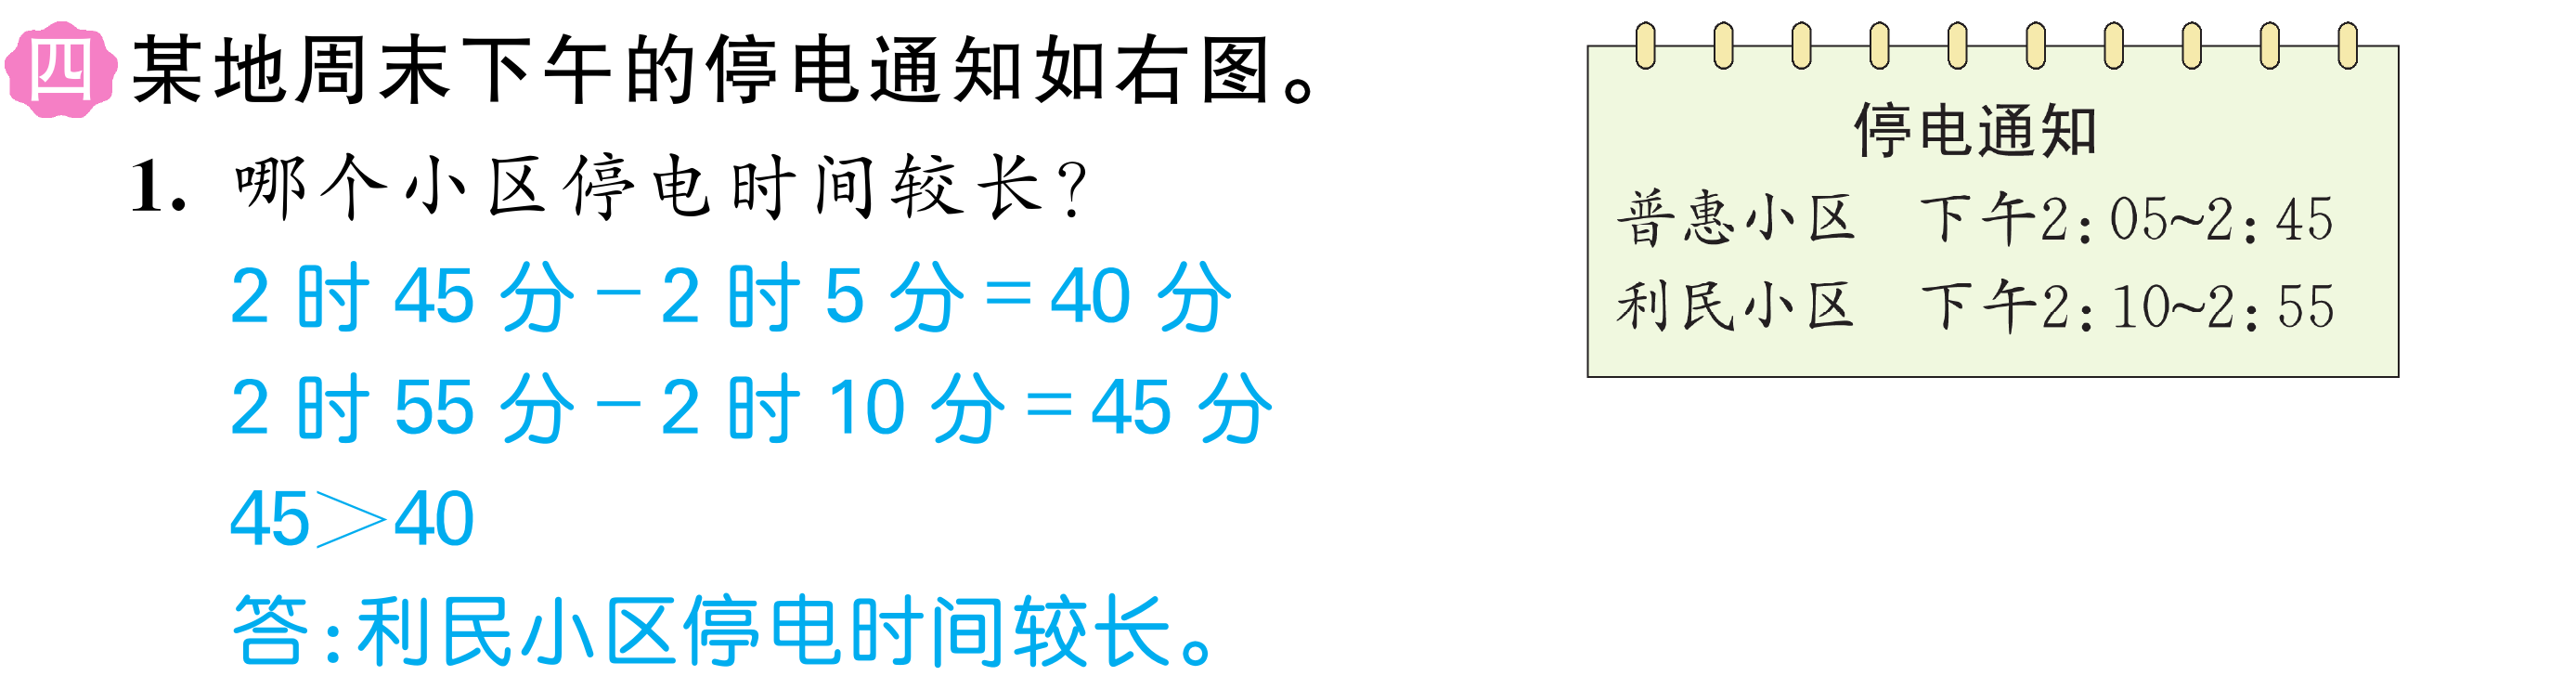 四 某地周末下午的停电通知如右图。
1. 哪个小区停电时间较长?
2 时 45 分－2 时 5 分＝40 分
2 时 55 分－2 时 10 分＝45 分
45＞40
答:利民小区停电时间较长。
停电通知
普惠小区 下午2:05~2:45
利民小区 下午2:10~2:55